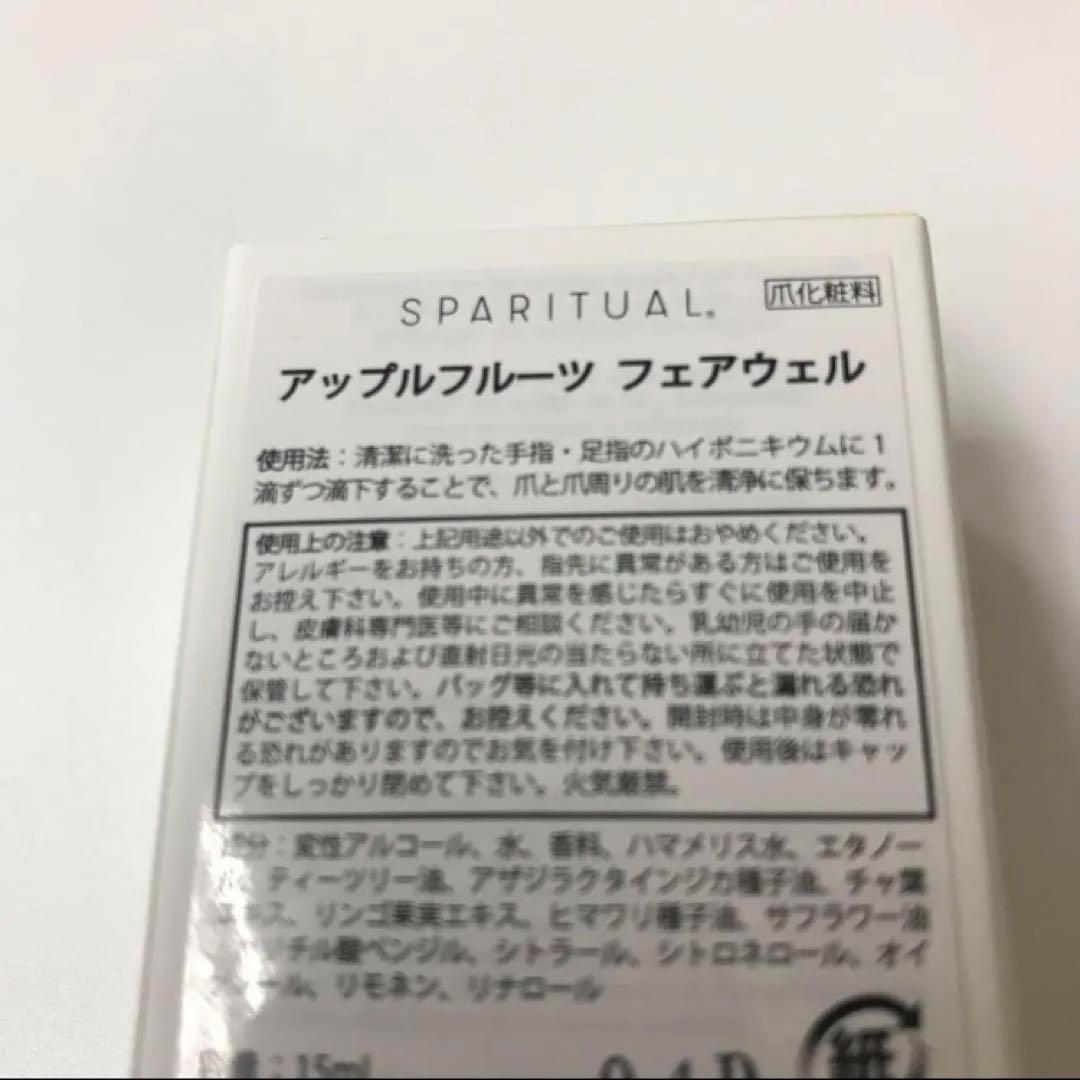 SPARITUAL®
爪化粧料
アップルフルーツ フェアウェル
使用法：清潔に洗った手指・足指のハイポニキウムに1
滴ずつ滴下することで、爪と爪周りの肌を清浄に保ちます。
使用上の注意：上記用途以外でのご使用はおやめください。
アレルギーをお持ちの方、指先に異常がある方はご使用を
お控え下さい。使用中に異常を感じたらすぐに使用を中止
し、皮膚科専門医等にご相談ください。乳幼児の手の届か
ないところおよび直射日光の当たらない所に立てた状態で
保管して下さい。バッグ等に入れて持ち運ぶと漏れる恐れ
がございますので、お控えください。開封時は中身が零れ
る恐れがありますのでお気を付け下さい。使用後はキャッ
プをしっかり閉めて下さい。火気厳禁。
成分：変性アルコール、水、香料、ハマメリス水、エタノー
ル、ティーツリー油、アザジラクタインジカ種子油、チャ葉
エキス、リンゴ果実エキス、ヒマワリ種子油、サフラワー油
チル酸ベンジル、シトラール、シトロネロール、オイ
ール、リモネン、リナロール
容量：15ml
紙